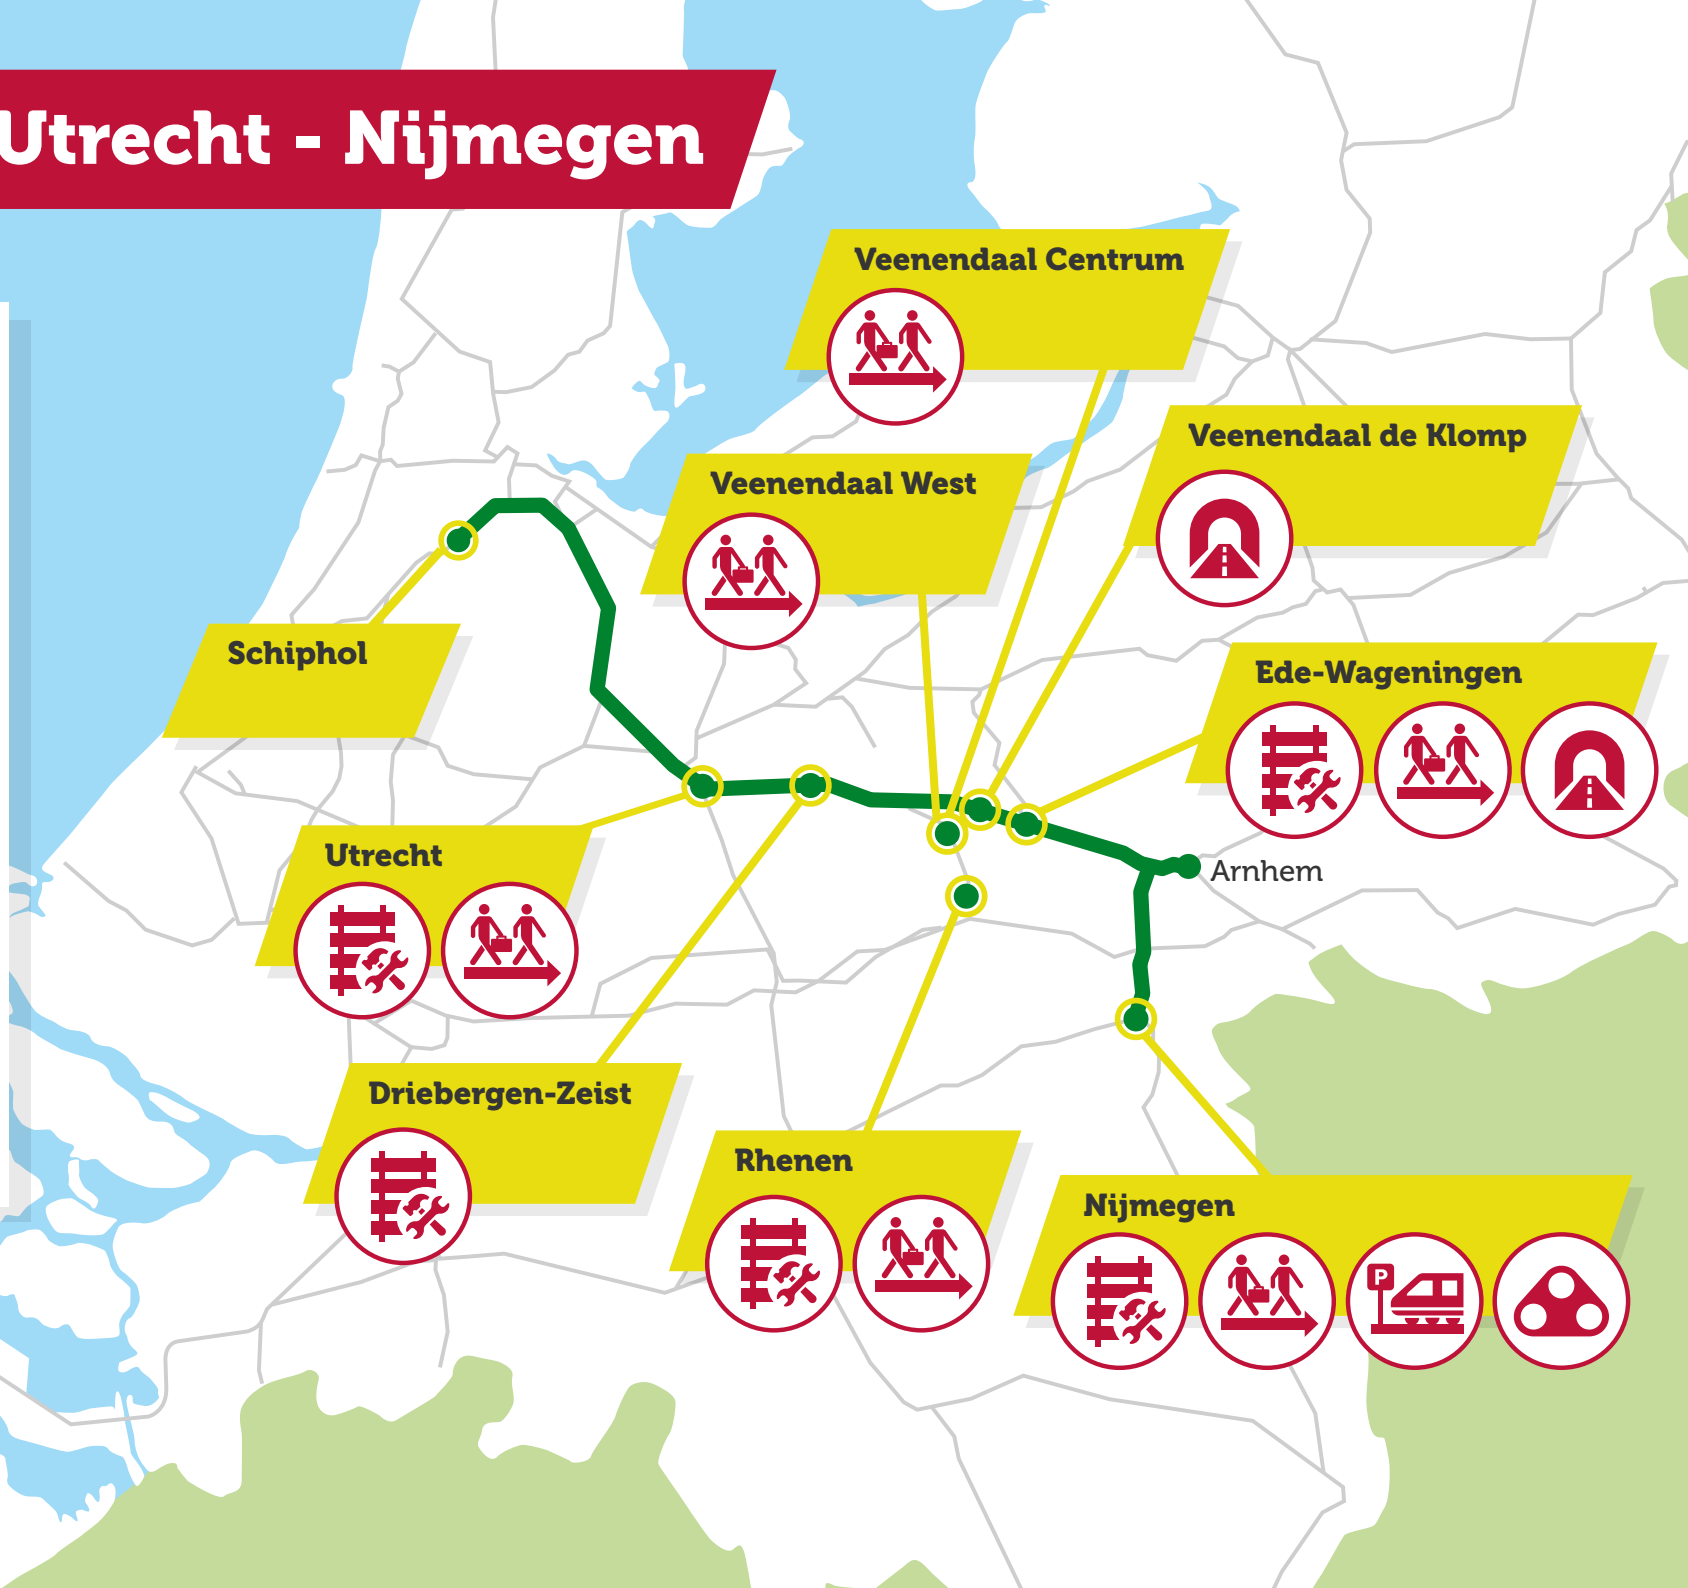 Utrecht - Nijmegen
Veenendaal Centrum
Veenendaal de Klomp
Veenendaal West
Schiphol
Ede-Wageningen
Utrecht
Arnhem
Driebergen-Zeist
Rhenen
Nijmegen
P